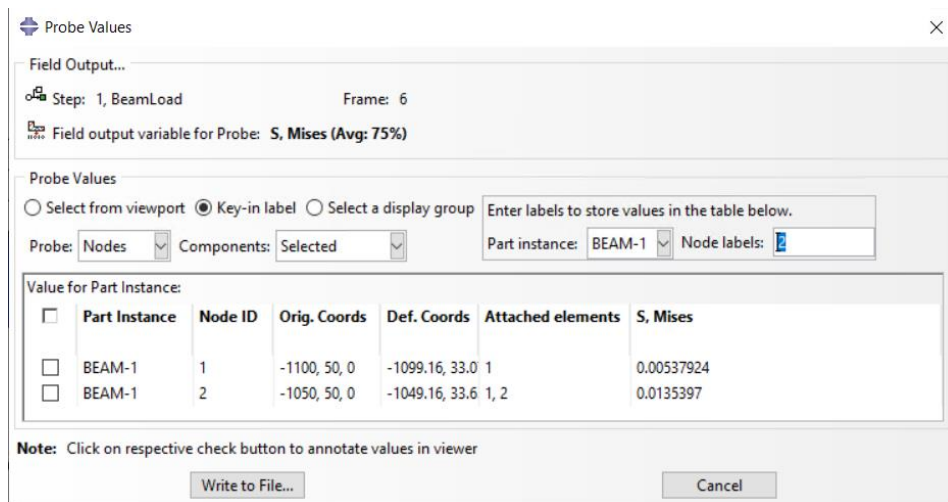 Probe Values
Field Output...
Step: 1, BeamLoad Frame: 6
Field output variable for Probe: S, Mises (Avg: 75%)
Probe Values
Select from viewport Key-in label Select a display group
Enter labels to store values in the table below.
Probe: Nodes Components: Selected
Part instance: BEAM-1 Node labels: 2
Value for Part Instance:
Part Instance Node ID Orig. Coords Def. Coords Attached elements S, Mises
BEAM-1 1 -1100, 50, 0 -1099.16, 33.0 1 0.00537924
BEAM-1 2 -1050, 50, 0 -1049.16, 33.6 1, 2 0.0135397
Note: Click on respective check button to annotate values in viewer
Write to File... Cancel